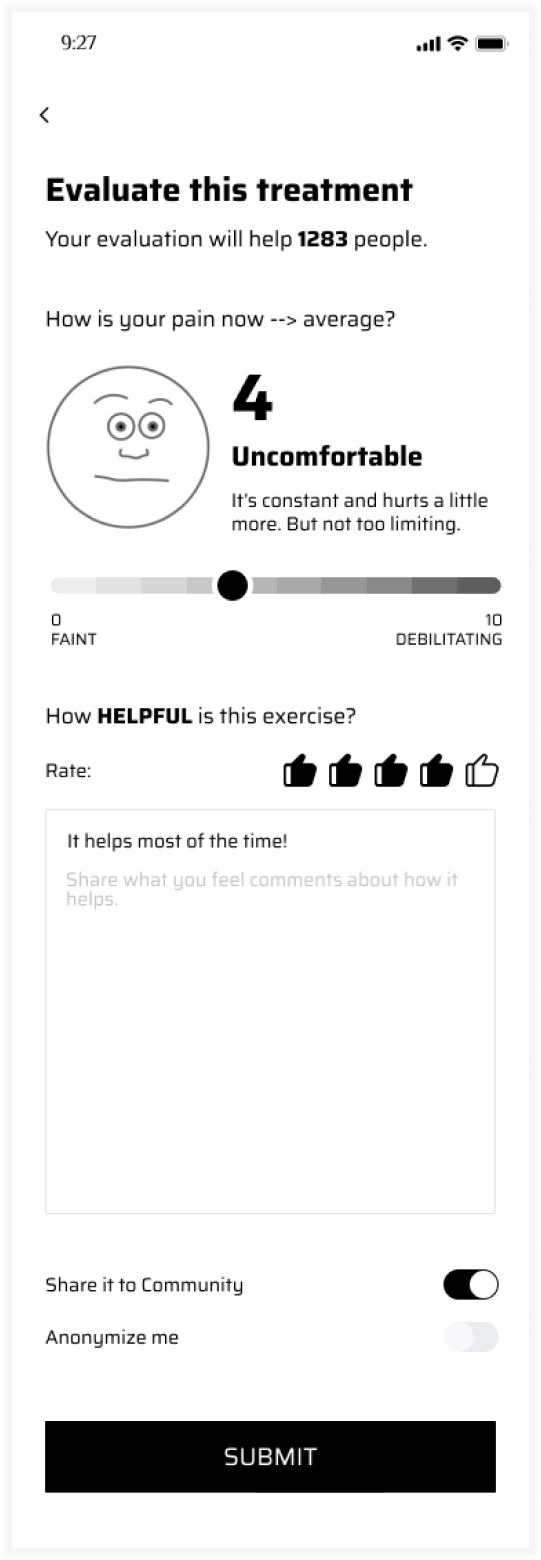 9:27
Evaluate this treatment
Your evaluation will help 1283 people.
How is your pain now --> average?
4
Uncomfortable
It's constant and hurts a little
more. But not too limiting.
0
10
FAINT
DEBILITATING
How HELPFUL is this exercise?
Rate:
It helps most of the time!
Share what you feel comments about how it
helps.
Share it to Community
Anonymize me
SUBMIT